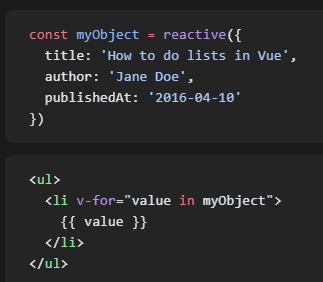 const myObject = reactive({
  title: 'How to do lists in Vue',
  author: 'Jane Doe',
  publishedAt: '2016-04-10'
})
<ul>
  <li v-for="value in myObject">
    {{ value }}
  </li>
</ul>